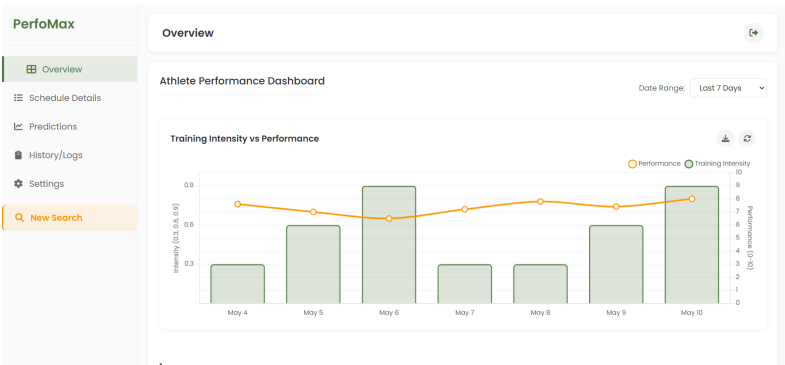 PerfoMax
Overview
Schedule Details
Predictions
History/Logs
Settings
New Search
Overview
Athlete Performance Dashboard
Date Range: Last 7 Days
Training Intensity vs Performance
Performance Training Intensity
Intensity (0.3, 0.6, 0.9)
0.9
0.6
0.3
10
9
8
7
6
5
4
3
2
1
0
Performance (0-10)
May 4 May 5 May 6 May 7 May 8 May 9 May 10